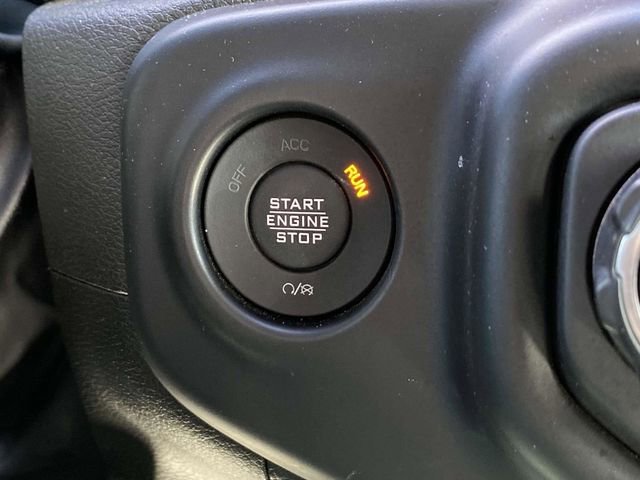 ACC
OFF
RUN
START
ENGINE
STOP